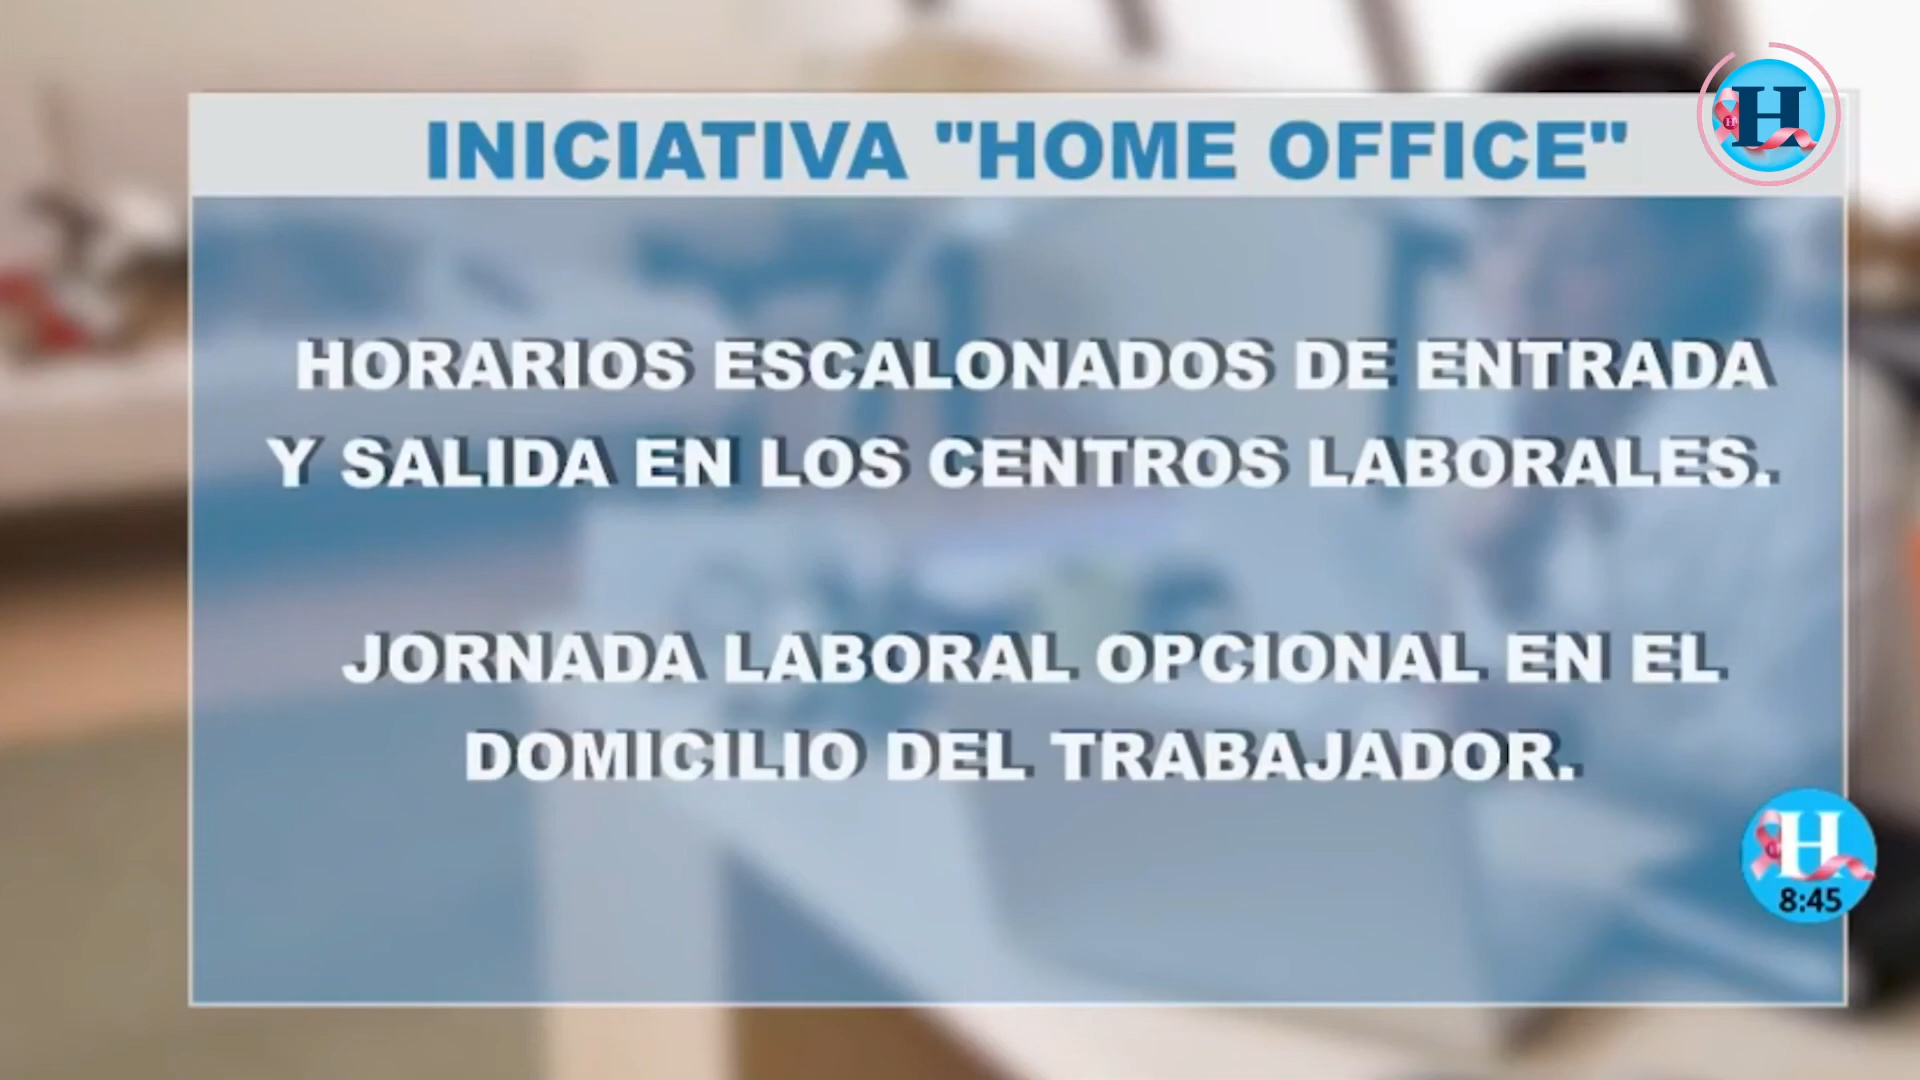 INICIATIVA "HOME OFFICE"
HORARIOS ESCALONADOS DE ENTRADA
Y SALIDA EN LOS CENTROS LABORALES.
JORNADA LABORAL OPCIONAL EN EL
DOMICILIO DEL TRABAJADOR.
H
H
8:45